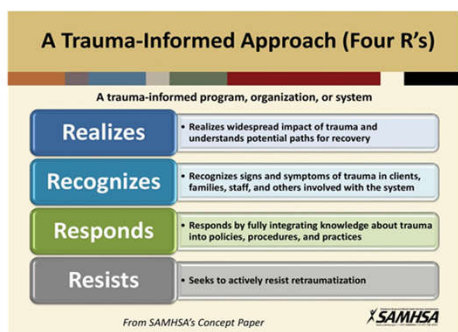 A Trauma-Informed Approach (Four R's)
A trauma-informed program, organization, or system
Realizes
• Realizes widespread impact of trauma and
understands potential paths for recovery
Recognizes
• Recognizes signs and symptoms of trauma in clients,
families, staff, and others involved with the system
Responds
• Responds by fully integrating knowledge about trauma
into policies, procedures, and practices
Resists
• Seeks to actively resist retraumatization
From SAMHSA's Concept Paper
SAMHSA